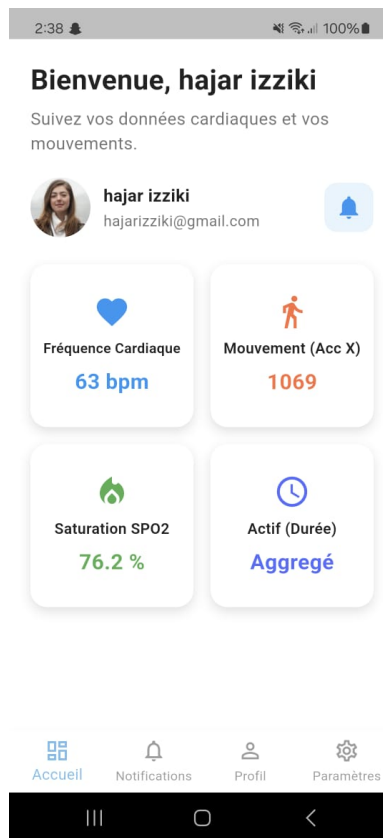 2:38 100%
Bienvenue, hajar izziki
Suivez vos données cardiaques et vos
mouvements.
hajar izziki
hajarizziki@gmail.com
Fréquence Cardiaque
63 bpm
Mouvement (Acc X)
1069
Saturation SPO2
76.2 %
Actif (Durée)
Aggregé
Accueil Notifications Profil Paramètres